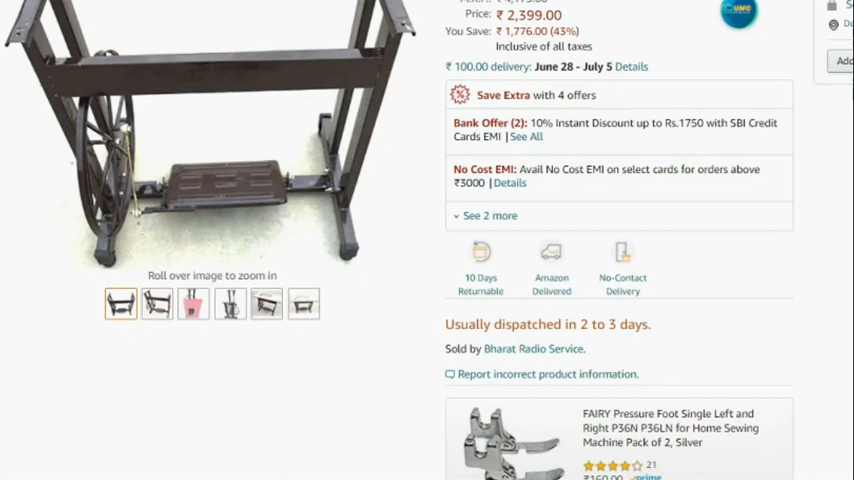 Price: ₹ 2,399.00
UMC
You Save: ₹ 1,776.00 (43%)
Inclusive of all taxes
₹ 100.00 delivery: June 28 - July 5 Details
Add
Save Extra with 4 offers
Bank Offer (2): 10% Instant Discount up to Rs.1750 with SBI Credit
Cards EMI | See All
No Cost EMI: Avail No Cost EMI on select cards for orders above
₹3000 | Details
See 2 more
Roll over image to zoom in
10 Days
Returnable
Amazon
Delivered
No-Contact
Delivery
Usually dispatched in 2 to 3 days.
Sold by Bharat Radio Service.
Report incorrect product information.
FAIRY Pressure Foot Single Left and
Right P36N P36LN for Home Sewing
Machine Pack of 2, Silver
21
₹160.00 prime